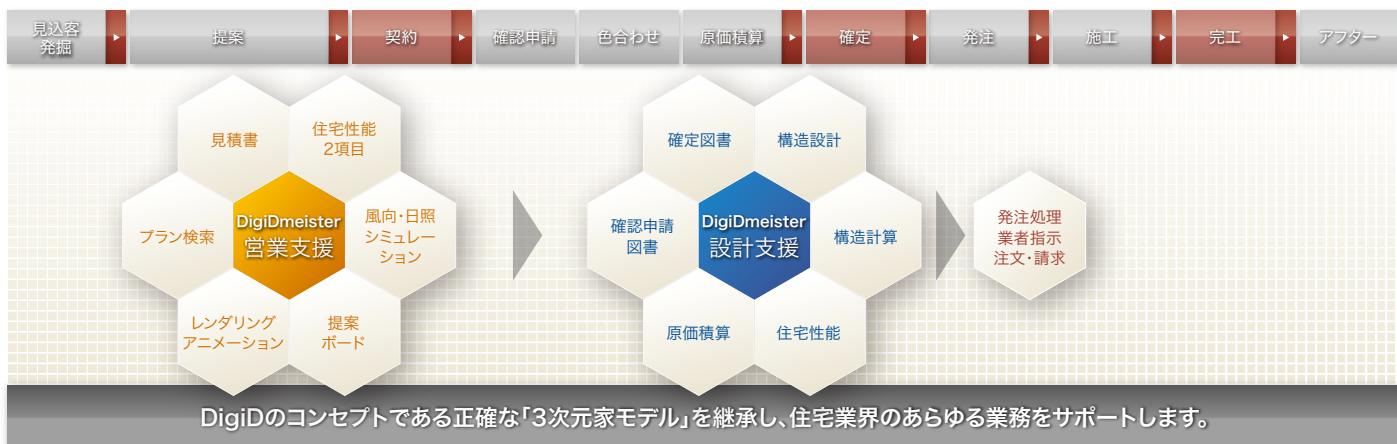 見込客
発掘
提案
契約
確認申請
色合わせ
原価積算
確定
発注
施工
完工
アフター
見積書
住宅性能
2項目
プラン検索
DigiDmeister
営業支援
風向・日照
シミュレー
ション
レンダリング
アニメーション
提案
ボード
確定図書
構造設計
確認申請
図書
DigiDmeister
設計支援
構造計算
原価積算
住宅性能
発注処理
業者指示
注文・請求
DigiDのコンセプトである正確な「3次元家モデル」を継承し、住宅業界のあらゆる業務をサポートします。